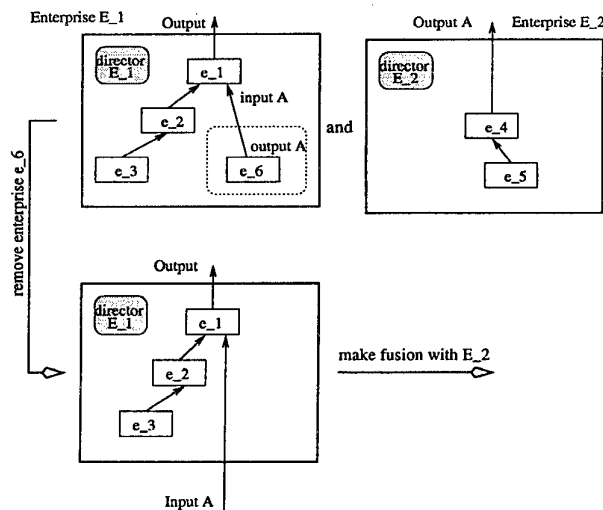 Enterprise E_1
Output
director
E_1
e_1
input A
e_2
output A
e_3
e_6
and
Output A
Enterprise E_2
director
E_2
e_4
e_5
remove enterprise e_6
Output
director
E_1
e_1
e_2
e_3
Input A
make fusion with E_2